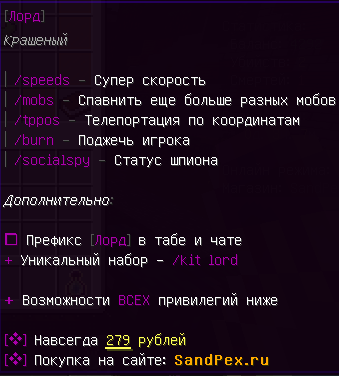 [Лорд]
Крашеный
| /speeds - Супер скорость
| /mobs - Спавнить еще больше разных мобов
| /tppos - Телепортация по координатам
| /burn - Поджечь игрока
| /socialspy - Статус шпиона
Дополнительно:
□ Префикс [Лорд] в табе и чате
+ Уникальный набор - /kit lord
+ Возможности ВСЕХ привилегий ниже
[❖] Навсегда 279 рублей
[❖] Покупка на сайте: SandPex.ru